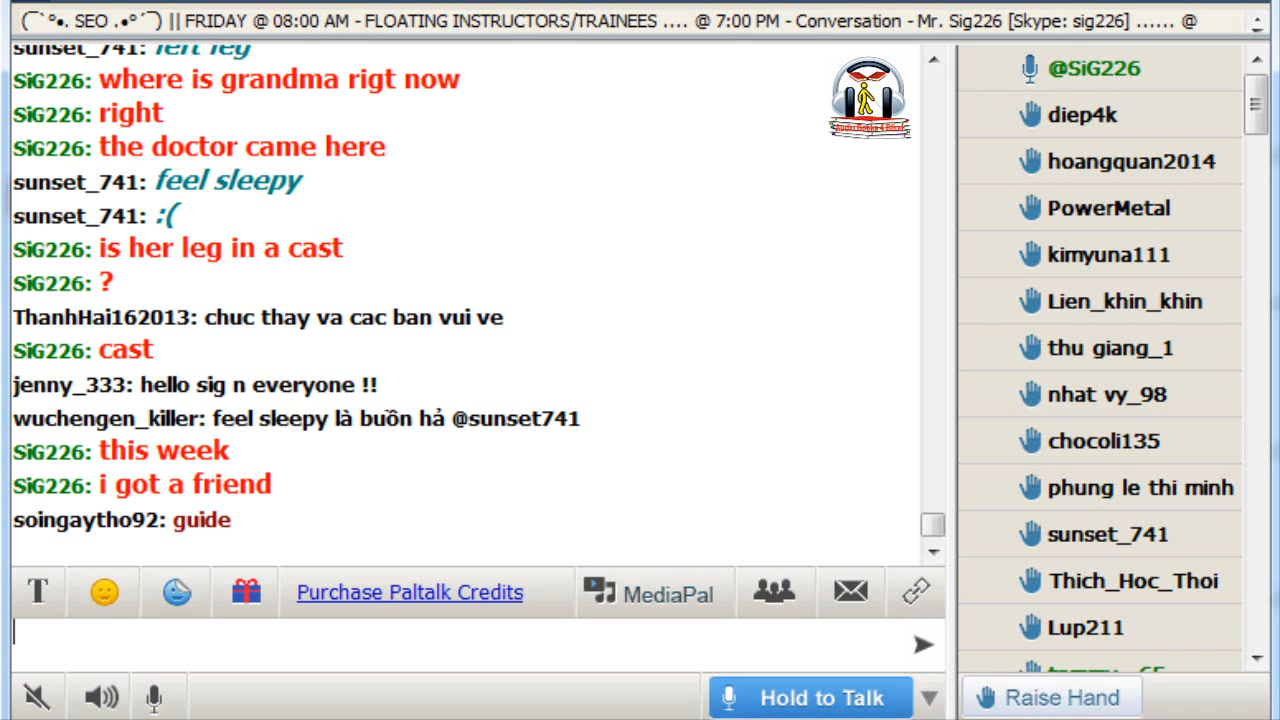 (¯`°•. SEO .•°´¯) || FRIDAY @ 08:00 AM - FLOATING INSTRUCTORS/TRAINEES .... @ 7:00 PM - Conversation - Mr. Sig226 [Skype: sig226] ...... @
sunset_741: left leg
SiG226: where is grandma rigt now
SiG226: right
SiG226: the doctor came here
sunset_741: feel sleepy
sunset_741: :(
SiG226: is her leg in a cast
SiG226: ?
ThanhHai162013: chuc thay va cac ban vui ve
SiG226: cast
jenny_333: hello sig n everyone !!
wuchengen_killer: feel sleepy là buồn hả @sunset741
SiG226: this week
SiG226: i got a friend
soingaytho92: guide
T
Purchase Paltalk Credits
MediaPal
Hold to Talk
@SiG226
diep4k
hoangquan2014
PowerMetal
kimyuna111
Lien_khin_khin
thu giang_1
nhat vy_98
chocoli135
phung le thi minh
sunset_741
Thich_Hoc_Thoi
Lup211
Raise Hand